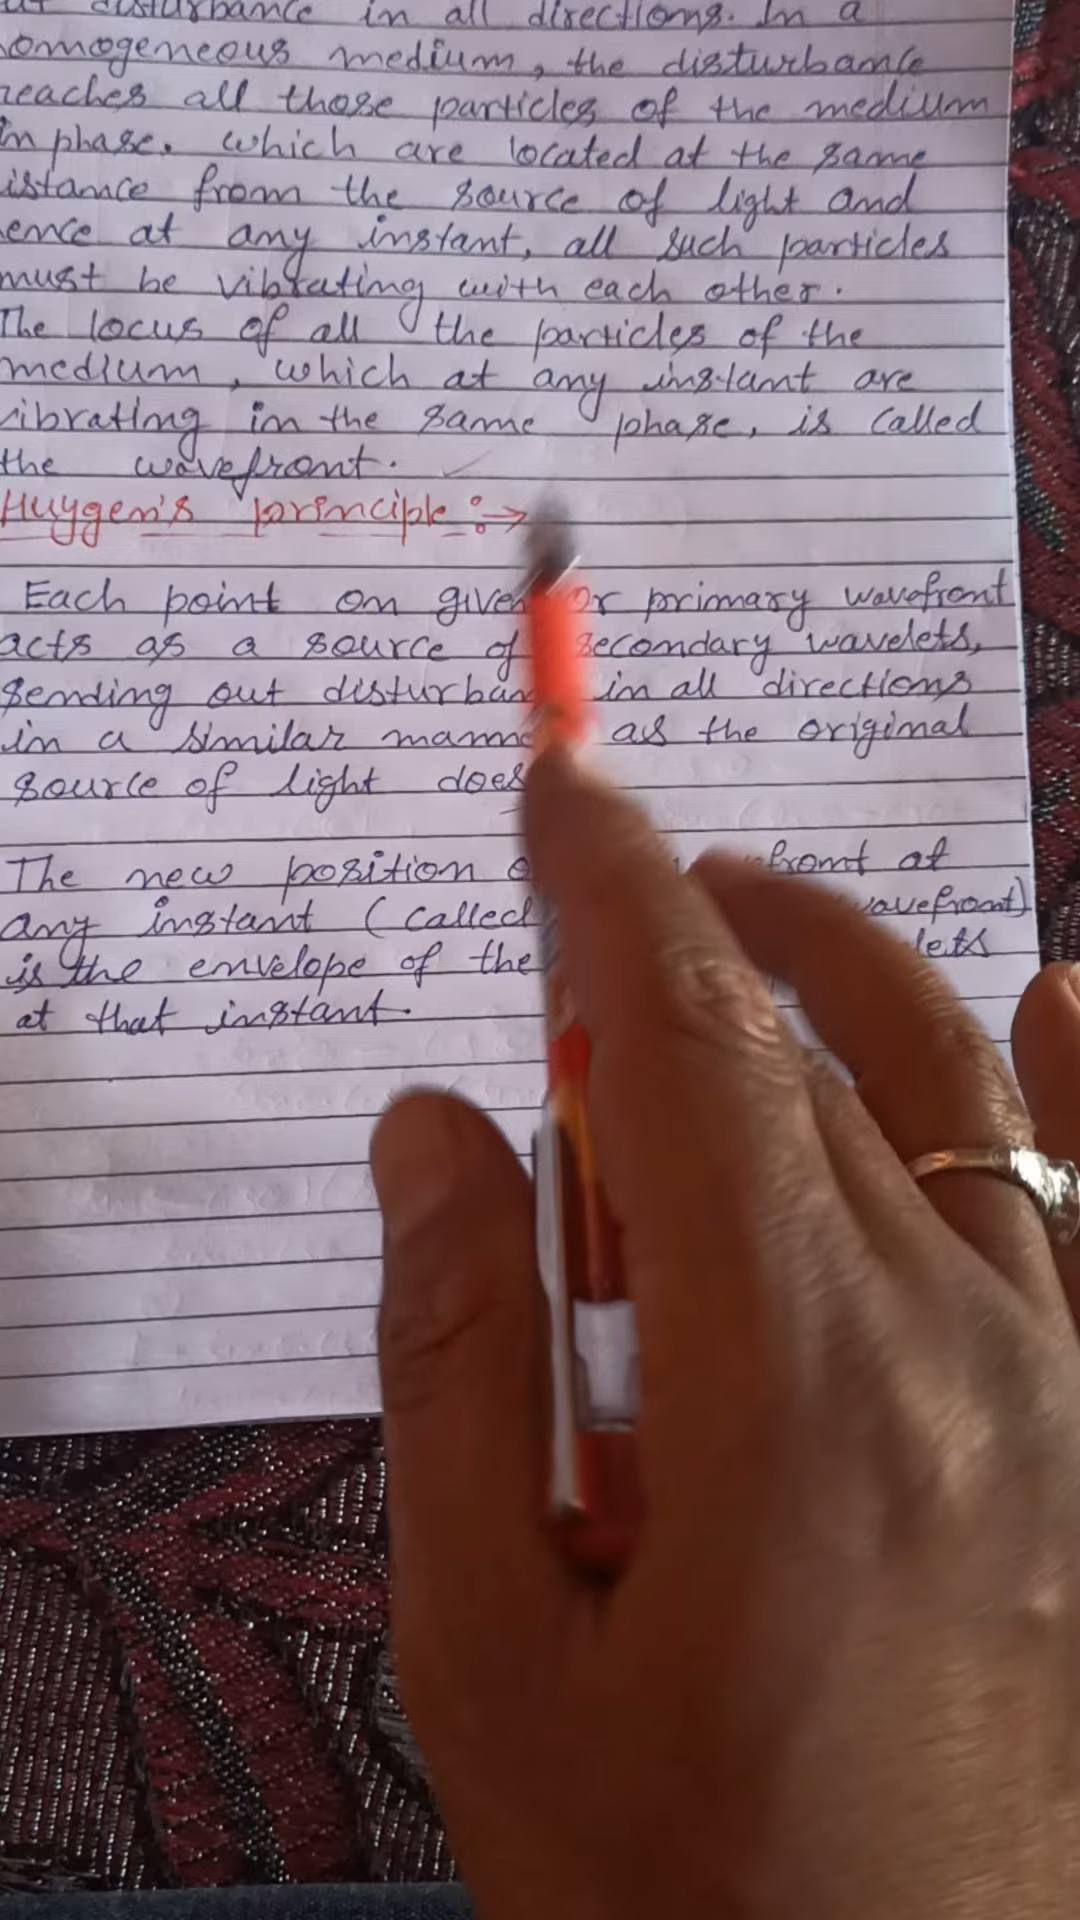 disturbance in all directions. In a
omogeneous medium, the disturbance
reaches all those particles of the medium
in phase. which are located at the same
istance from the source of light and
ence at any instant, all such particles
must be vibrating with each other.
The locus of all the particles of the
medium, which at any instant are
vibrating in the same phase, is called
the wavefront.
Huygen's principle :→
Each point on given or primary wavefront
acts as a source of secondary wavelets,
sending out disturban in all directions
in a similar mann as the original
source of light does
The new position front at
any instant (called wavefront)
is the envelope of the lets
at that instant.